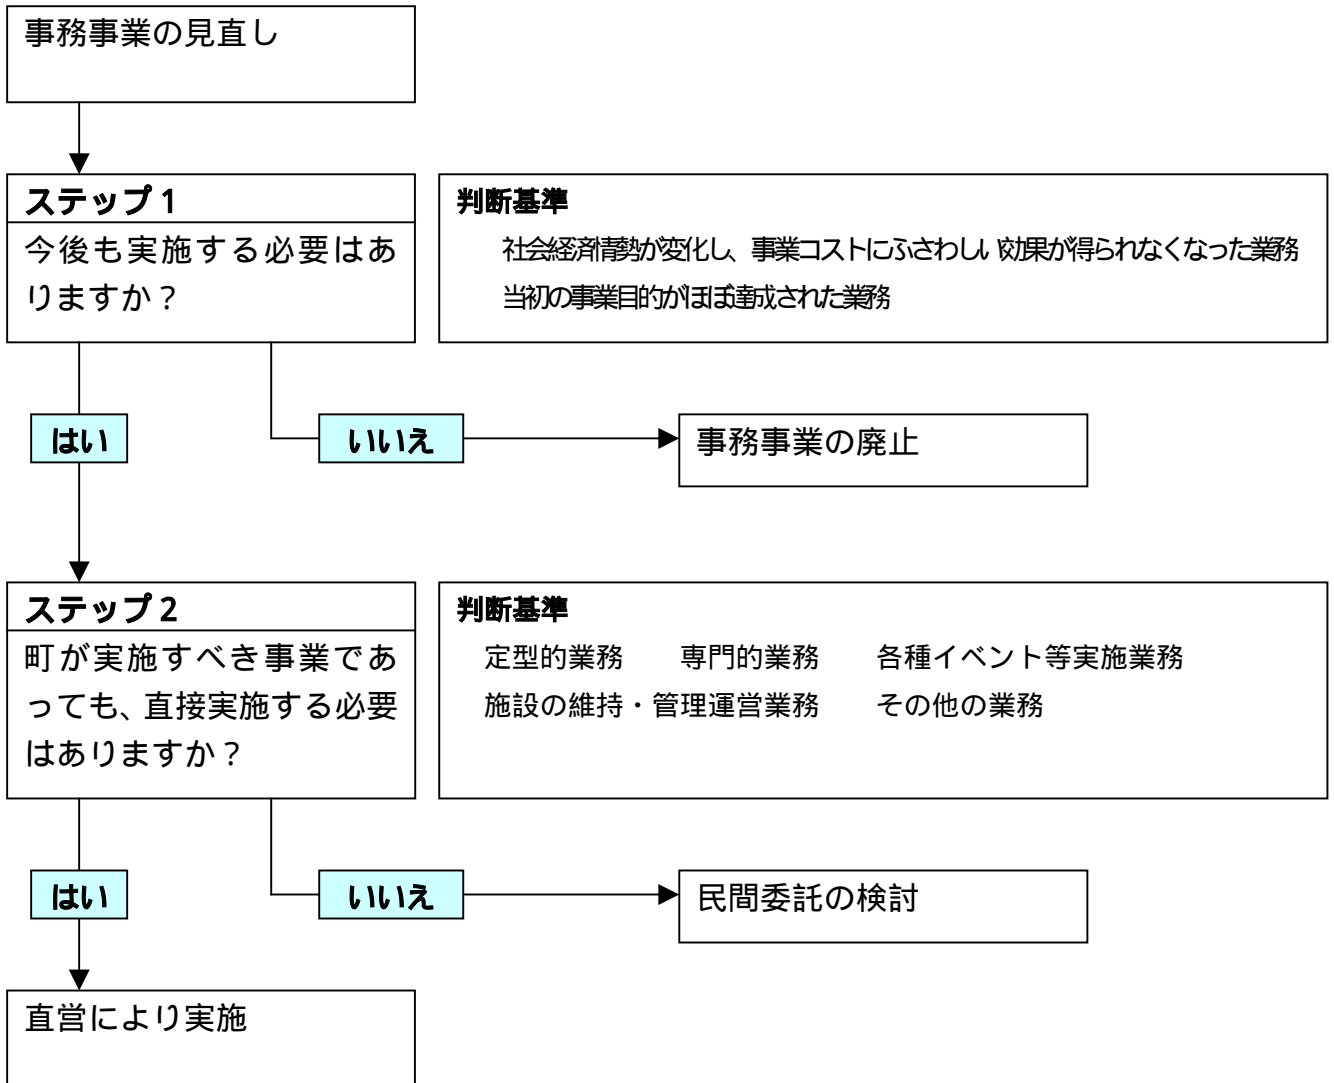 事務事業の見直し
ステップ1
今後も実施する必要はあ
りますか?
判断基準
社会経済情勢が変化し、事業コストにふさわしい効果が得られなくなった業務
当初の事業目的がほぼ達成された業務
はい
いいえ
事務事業の廃止
ステップ2
町が実施すべき事業であ
っても、直接実施する必要
はありますか?
判断基準
定型的業務 専門的業務 各種イベント等実施業務
施設の維持・管理運営業務 その他の業務
はい
いいえ
民間委託の検討
直営により実施